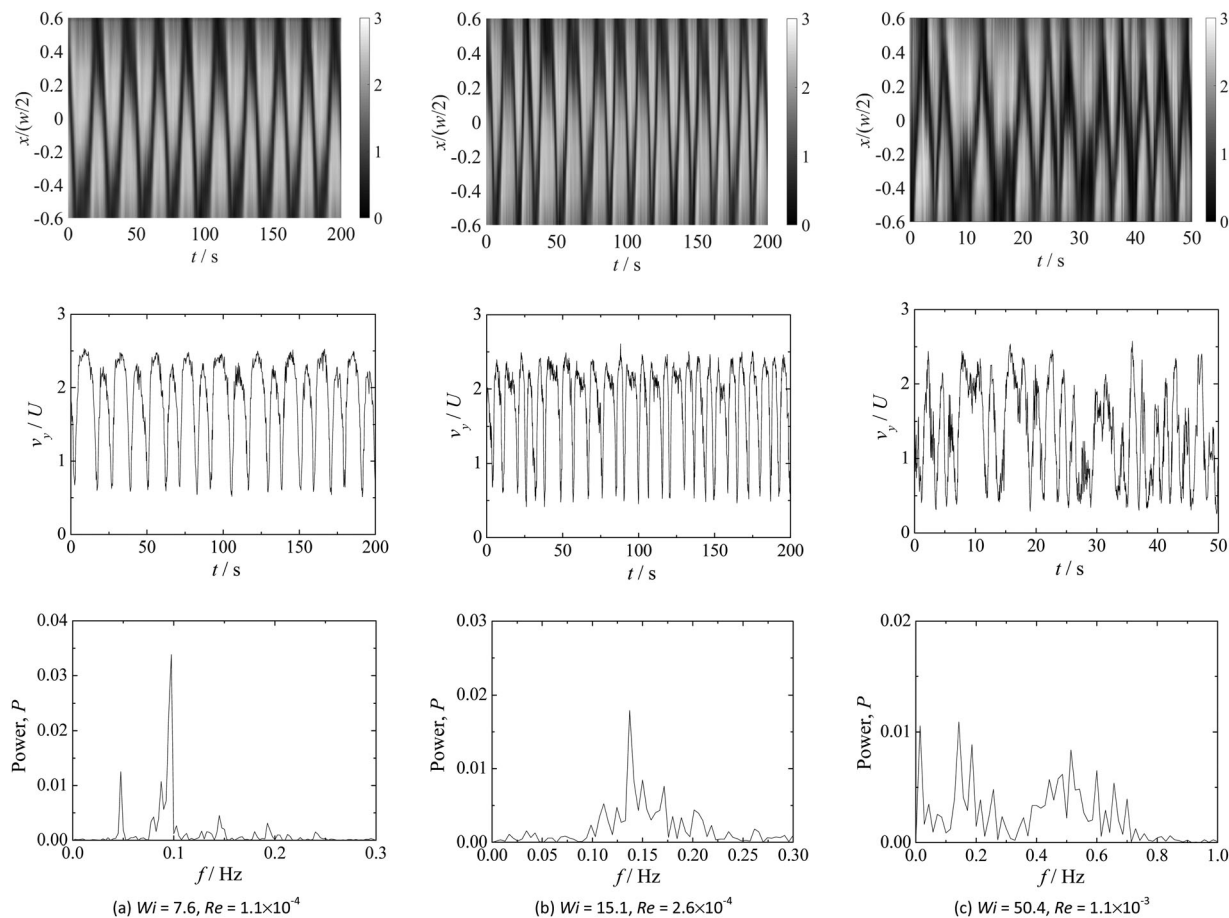 0.6
0.4
0.2
0
-0.2
-0.4
-0.6
x/(w/2)
0 50 100 150 200
t / s
3
2
1
0
0.6
0.4
0.2
0
-0.2
-0.4
-0.6
x/(w/2)
0 50 100 150 200
t / s
3
2
1
0
0.6
0.4
0.2
0
-0.2
-0.4
-0.6
x/(w/2)
0 10 20 30 40 50
t / s
3
2
1
0
3
2
1
0
v_y / U
0 50 100 150 200
t / s
3
2
1
0
v_y / U
0 50 100 150 200
t / s
3
2
1
0
v_y / U
0 10 20 30 40 50
t / s
0.04
0.03
0.02
0.01
0.00
Power, P
0.0 0.1 0.2 0.3
f / Hz
0.03
0.02
0.01
0.00
Power, P
0.00 0.05 0.10 0.15 0.20 0.25 0.30
f / Hz
0.02
0.01
0.00
Power, P
0.0 0.2 0.4 0.6 0.8 1.0
f / Hz
(a) Wi = 7.6, Re = 1.1×10⁻⁴
(b) Wi = 15.1, Re = 2.6×10⁻⁴
(c) Wi = 50.4, Re = 1.1×10⁻³